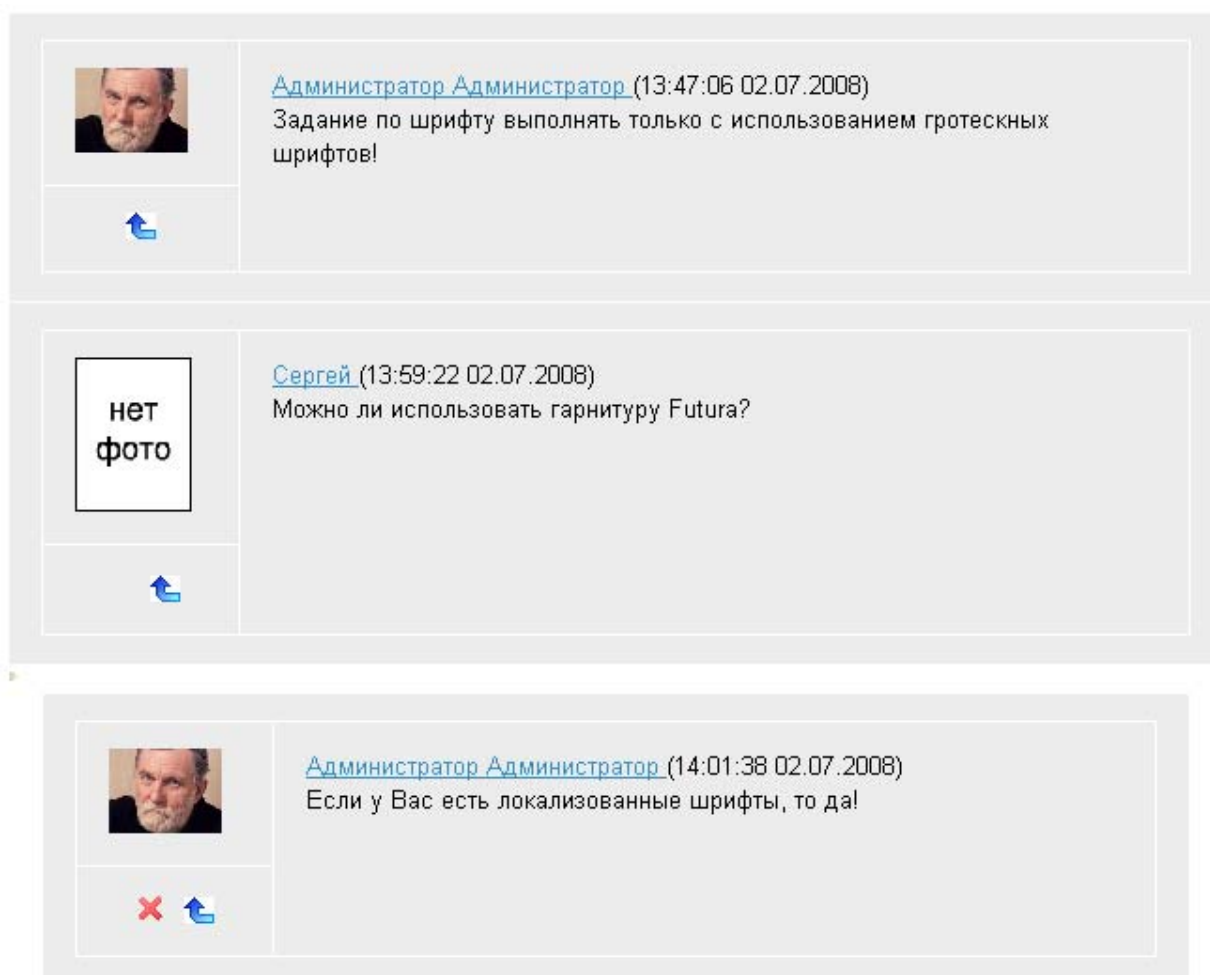 Администратор Администратор (13:47:06 02.07.2008)
Задание по шрифту выполнять только с использованием гротескных
шрифтов!
нет
фото
Сергей (13:59:22 02.07.2008)
Можно ли использовать гарнитуру Futura?
Администратор Администратор (14:01:38 02.07.2008)
Если у Вас есть локализованные шрифты, то да!